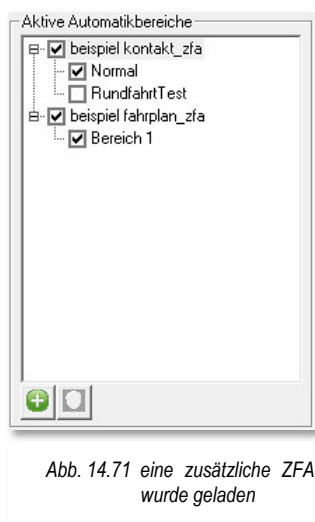 Aktive Automatikbereiche
beispiel kontakt_zfa
Normal
RundfahrtTest
beispiel fahrplan_zfa
Bereich 1
Abb. 14.71 eine zusätzliche ZFA
wurde geladen